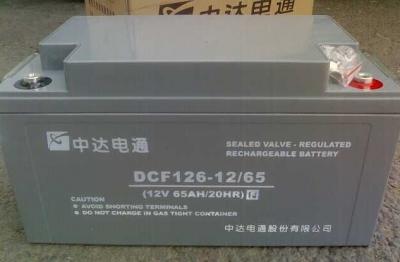 中达电通
中达电通
SEALED VALVE - REGULATED
RECHARGEABLE BATTERY
DCF126-12/65
(12V 65AH/20HR)
CAUTION :
● AVOID SHORTING TERMINALS
● DO NOT CHARGE IN GAS TIGHT CONTAINER
中达电通股份有限公司